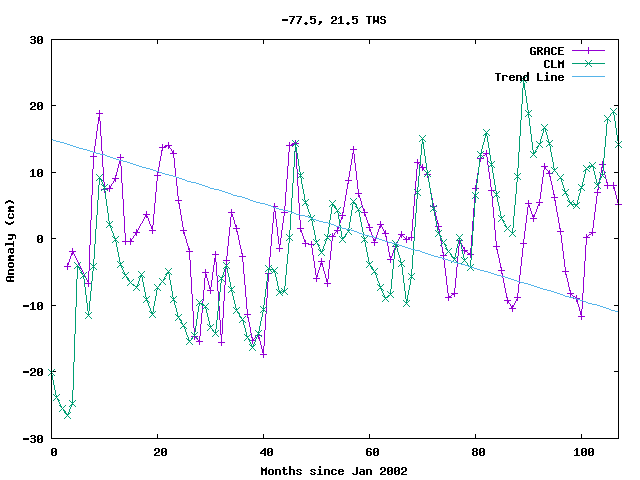 -77.5, 21.5 TWS
GRACE
CLM
Trend Line
30
20
10
0
-10
-20
-30
Anomaly (cm)
0 20 40 60 80 100
Months since Jan 2002